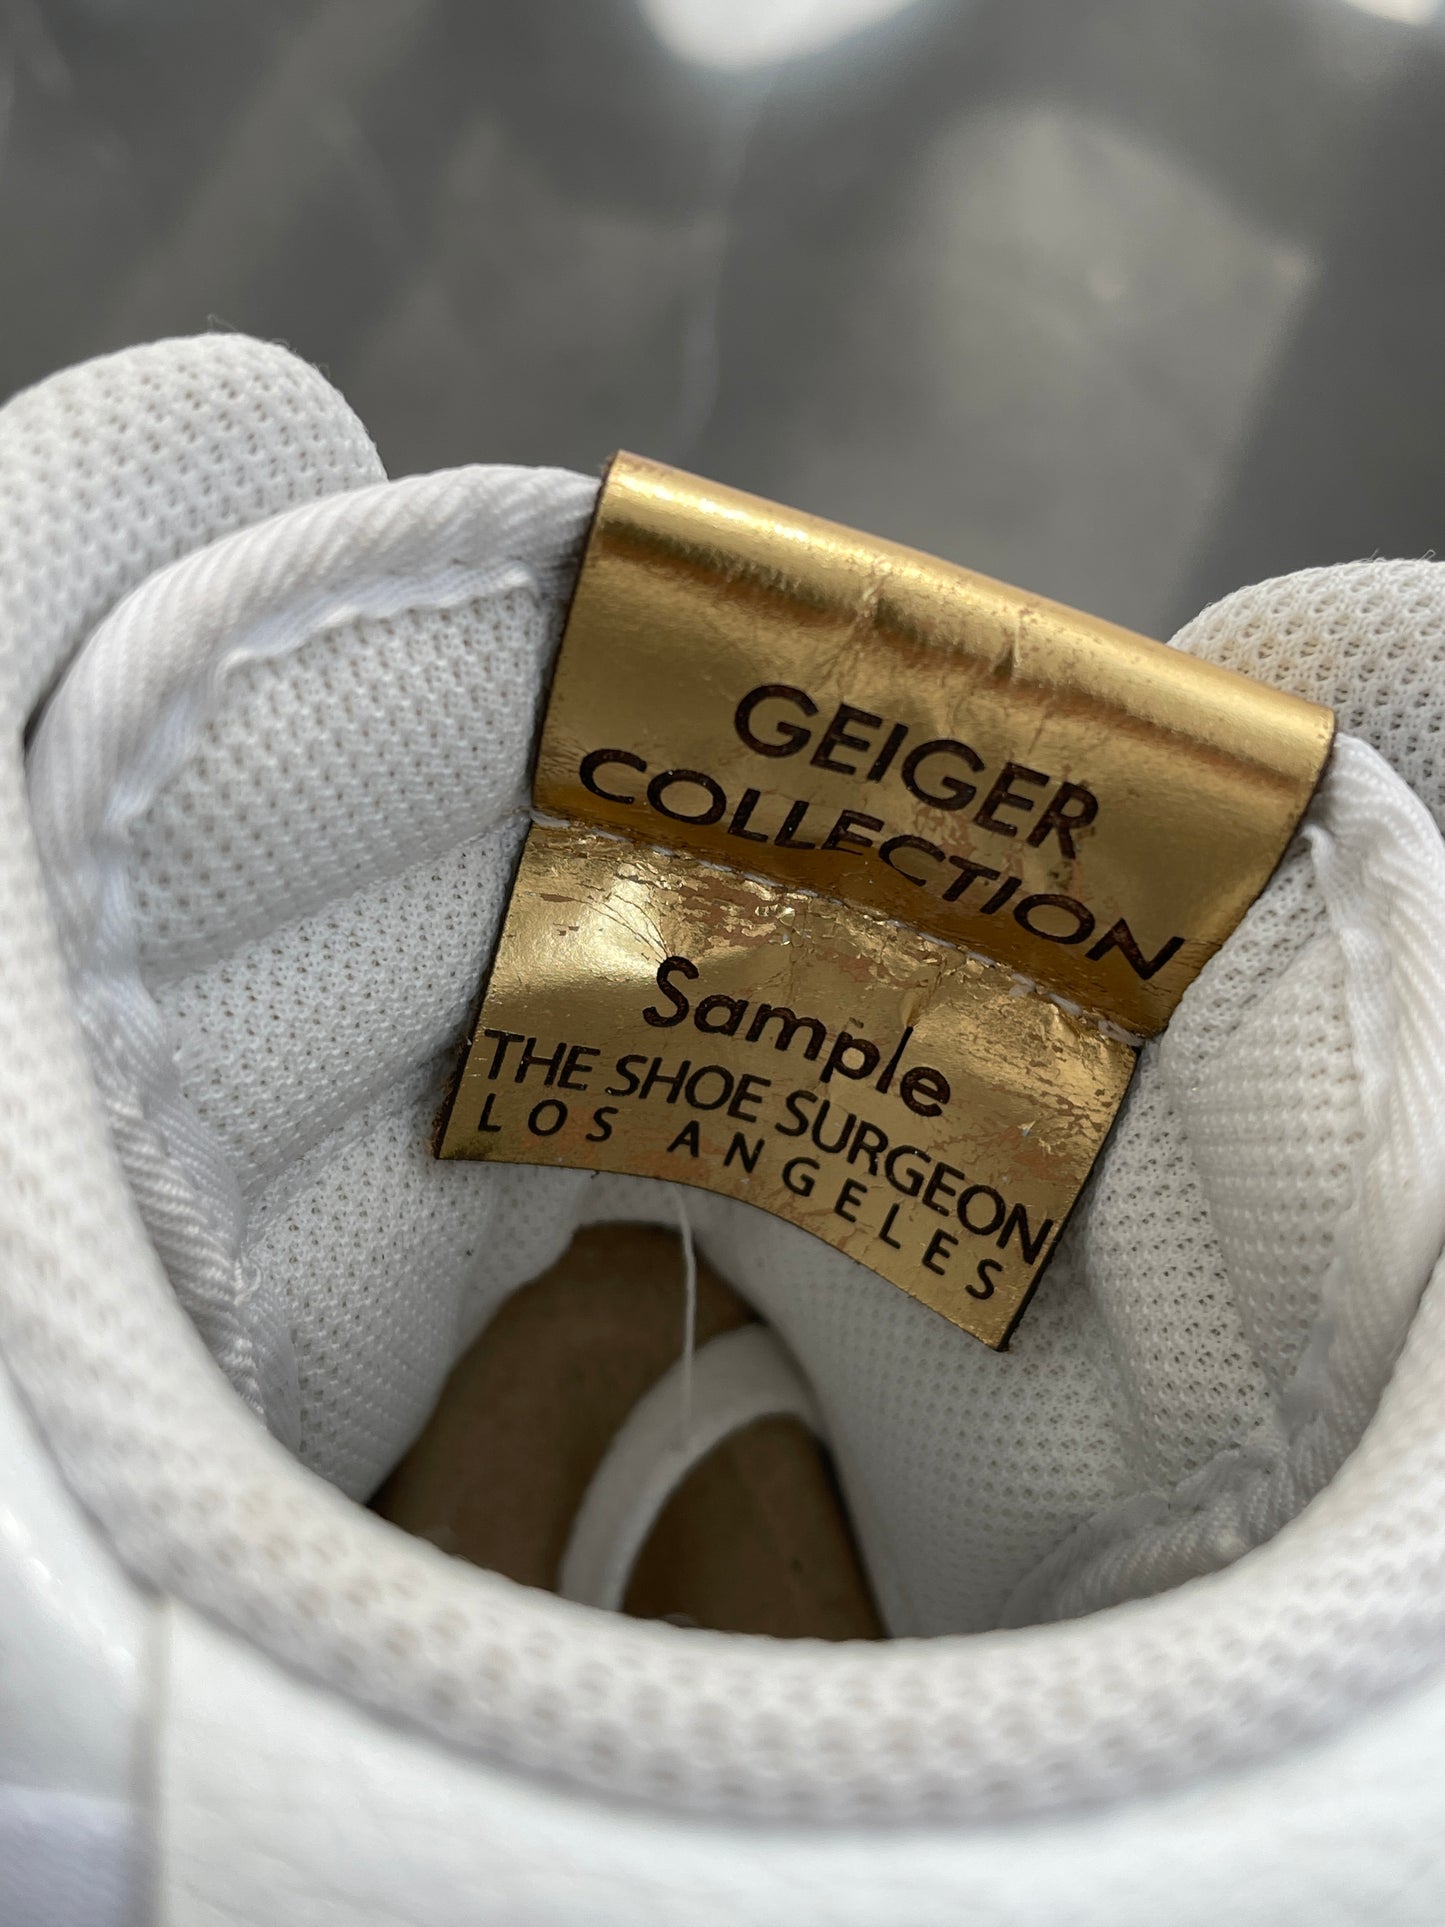 GEIGER
COLLECTION
Sample
THE SHOE SURGEON
LOS ANGELES